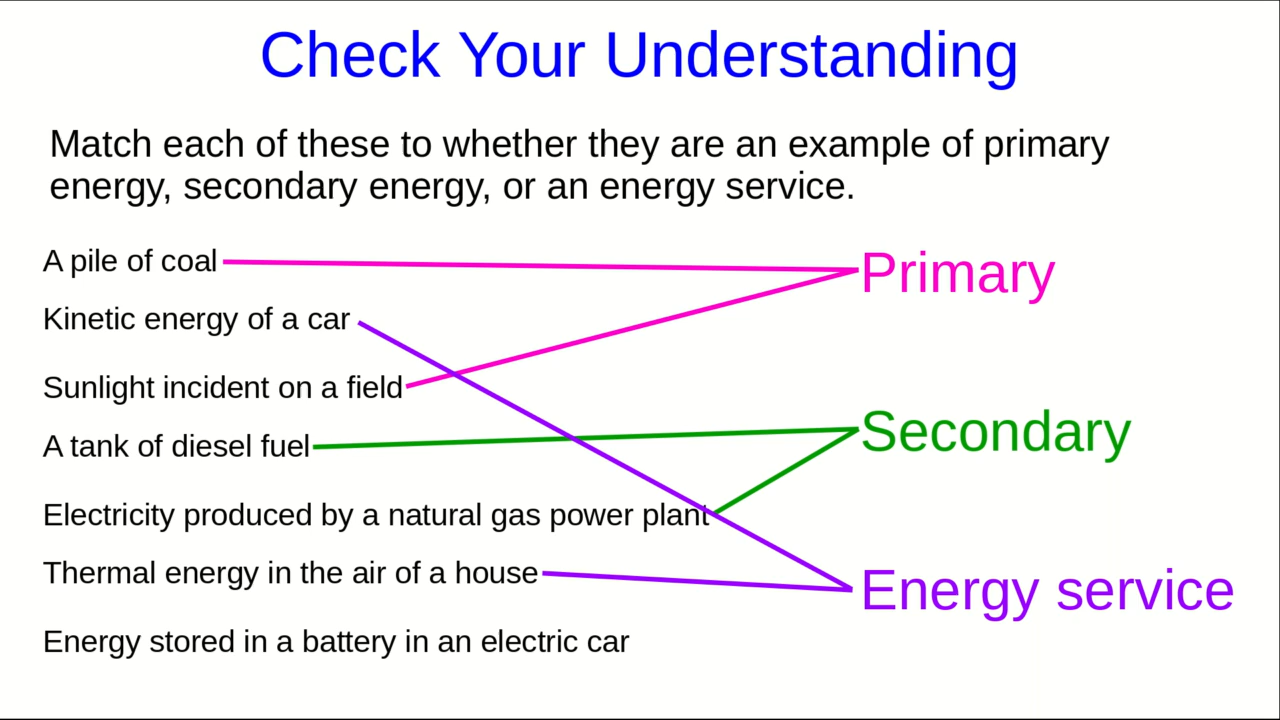 Check Your Understanding
Match each of these to whether they are an example of primary
energy, secondary energy, or an energy service.
A pile of coal
Primary
Kinetic energy of a car
Sunlight incident on a field
A tank of diesel fuel
Secondary
Electricity produced by a natural gas power plant
Thermal energy in the air of a house
Energy service
Energy stored in a battery in an electric car